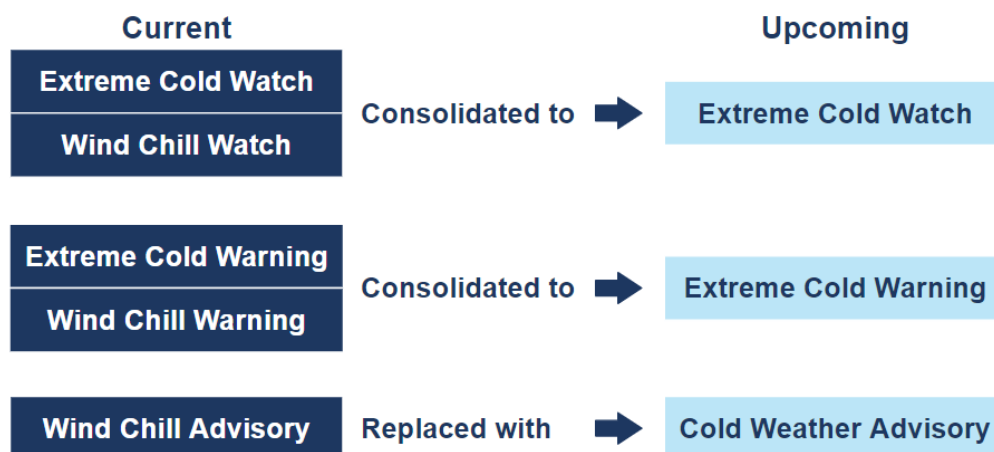 Current
Upcoming
Extreme Cold Watch
Wind Chill Watch
Consolidated to
Extreme Cold Watch
Extreme Cold Warning
Wind Chill Warning
Consolidated to
Extreme Cold Warning
Wind Chill Advisory
Replaced with
Cold Weather Advisory